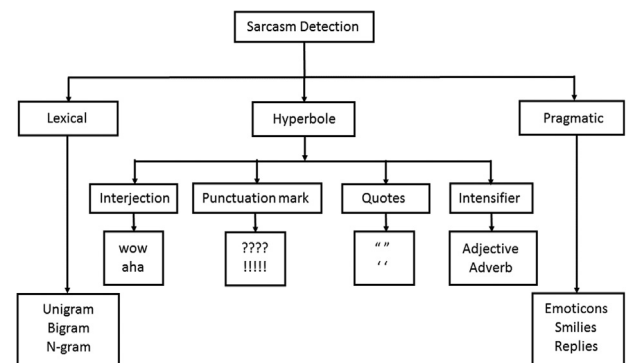 Sarcasm Detection
Lexical
Hyperbole
Pragmatic
Interjection
Punctuation mark
Quotes
Intensifier
wow
aha
????
!!!!!
“ ”
‘ ‘
Adjective
Adverb
Unigram
Bigram
N-gram
Emoticons
Smilies
Replies